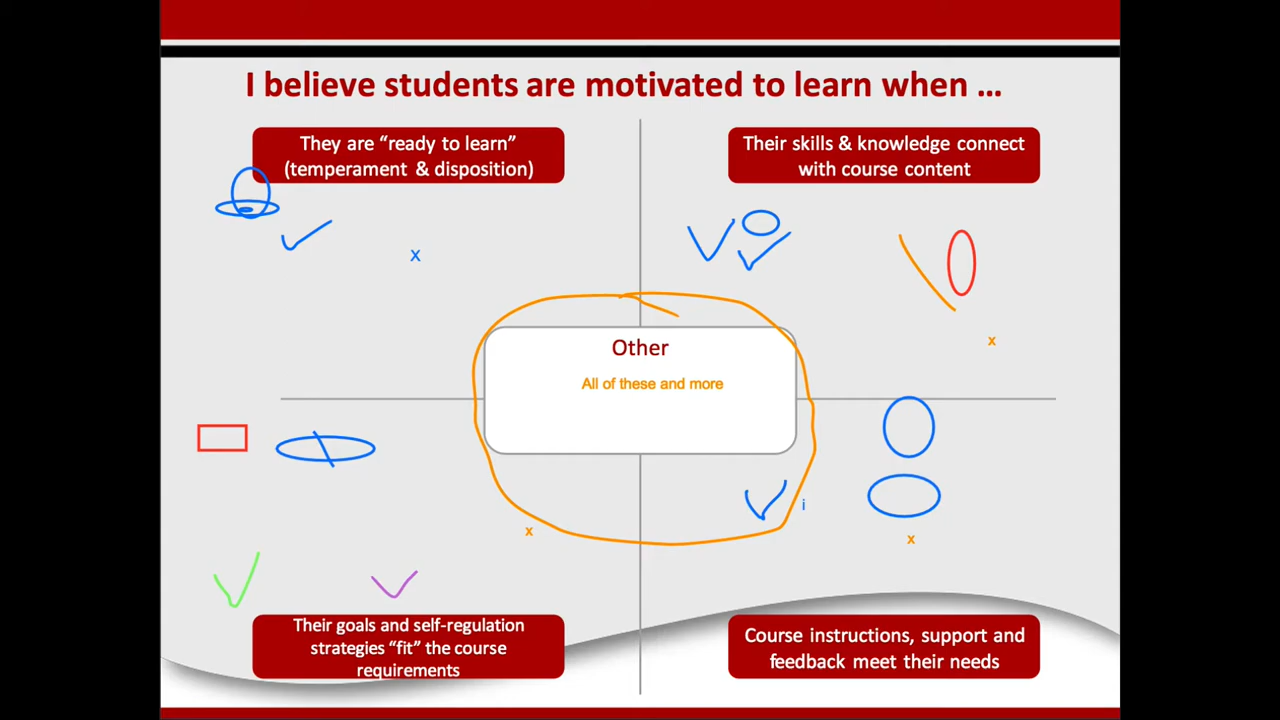 I believe students are motivated to learn when …
They are “ready to learn”
(temperament & disposition)
Their skills & knowledge connect
with course content
x
x
Other
All of these and more
x
i
x
Their goals and self-regulation
strategies “fit” the course
requirements
Course instructions, support and
feedback meet their needs